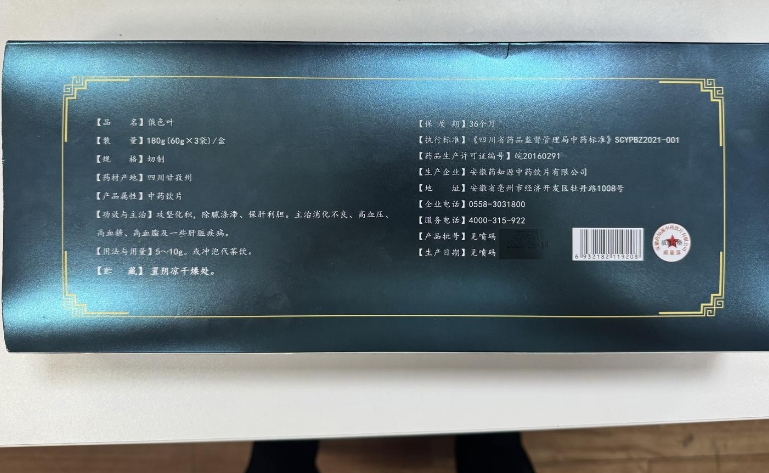 【品 名】俄色叶
【装 量】180g(60g×3袋)/盒
【规 格】切制
【药材产地】四川甘孜州
【产品属性】中药饮片
【功效与主治】攻坚化积，除腻涤滞、保肝利胆。主治消化不良、高血压、
高血糖、高血脂及一些肝脏疾病。
【用法与用量】5～10g。或冲泡代茶饮。
【贮 藏】置阴凉干燥处。
【保 质 期】36个月
【执行标准】《四川省药品监督管理局中药标准》SCYPBZ2021-001
【药品生产许可证编号】皖20160291
【生产企业】安徽药知源中药饮片有限公司
【地 址】安徽省亳州市经济开发区牡丹路1008号
【企业电话】0558-3031800
【服务电话】4000-315-922
【产品批号】见喷码
【生产日期】见喷码
6 932182 119208